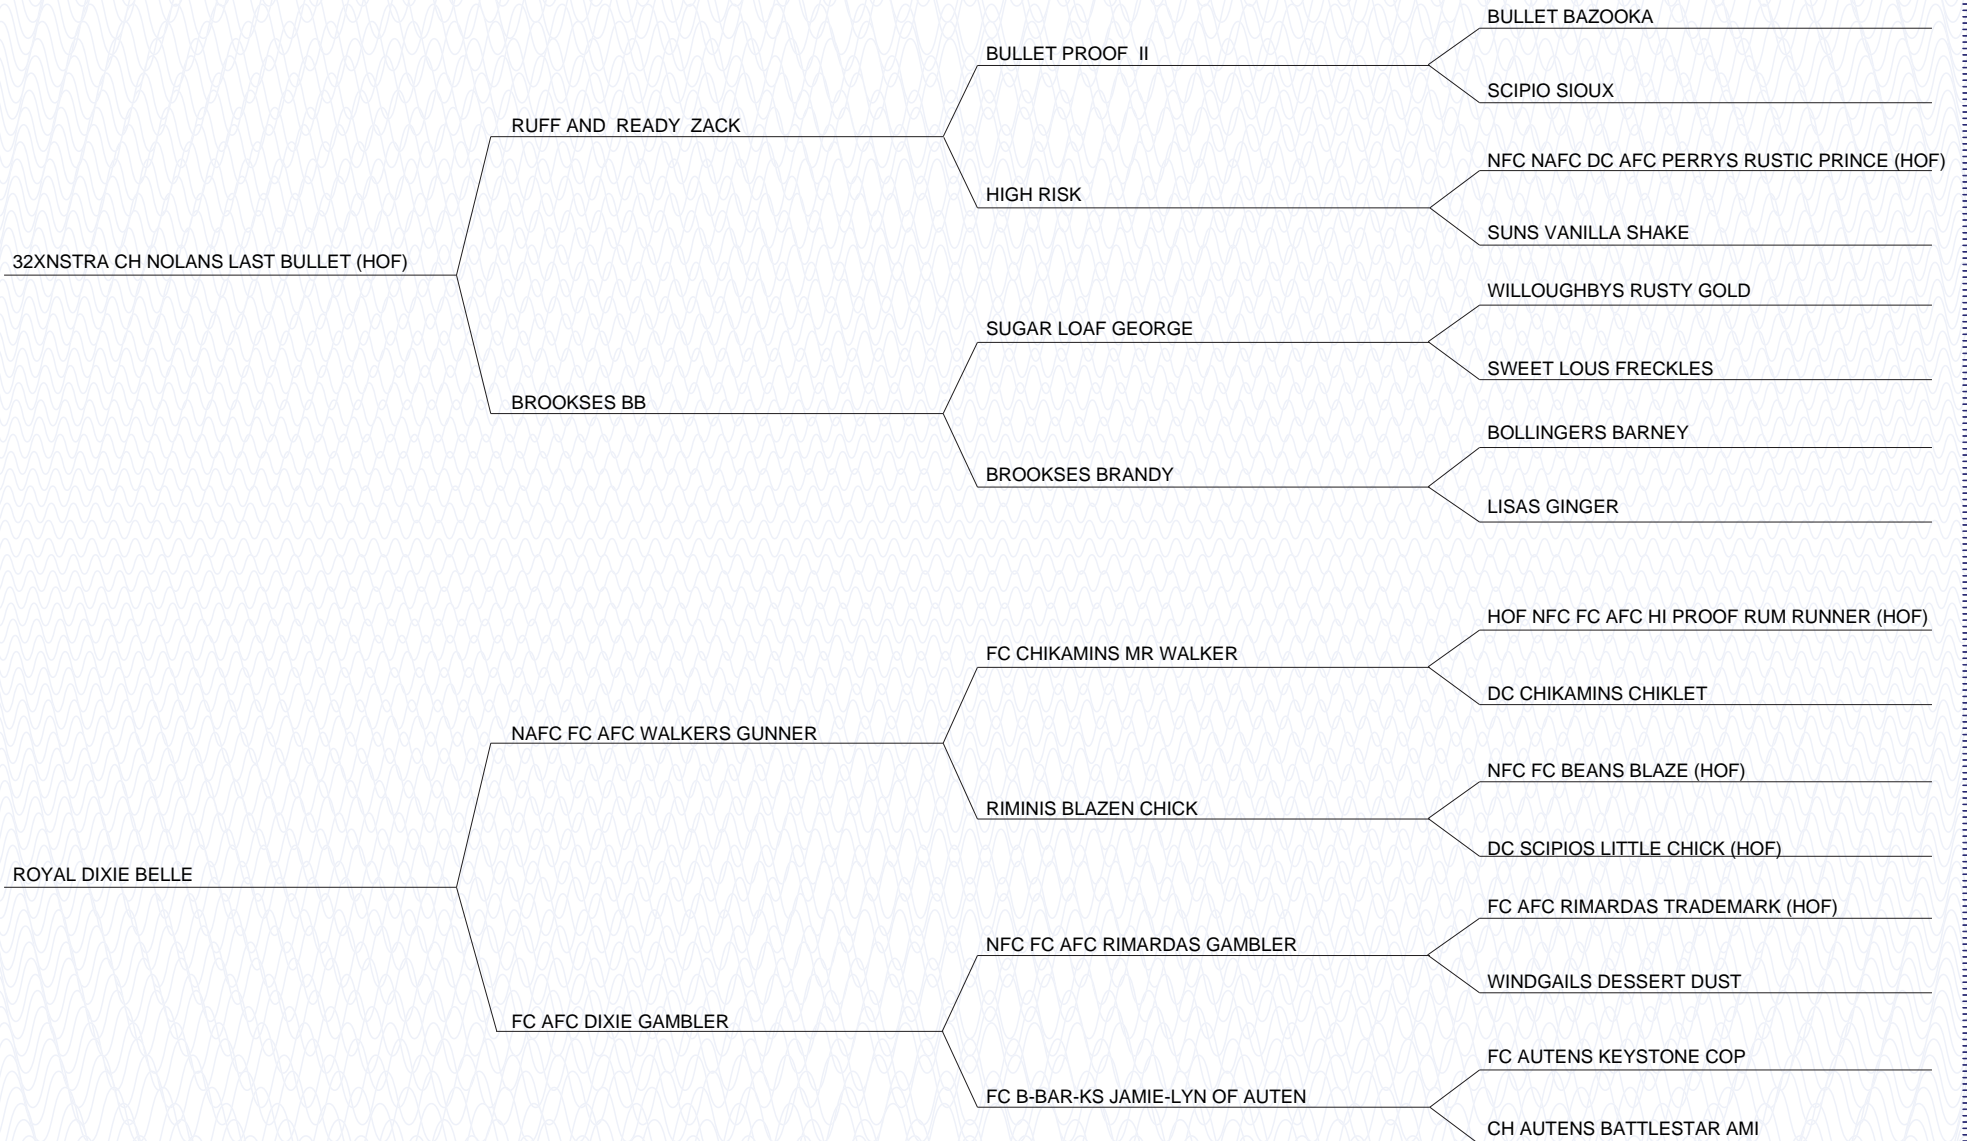 BULLET BAZOOKA
BULLET PROOF  II
SCIPIO SIOUX
RUFF AND  READY  ZACK
NFC NAFC DC AFC PERRYS RUSTIC PRINCE (HOF)
HIGH RISK
SUNS VANILLA SHAKE
32XNSTRA CH NOLANS LAST BULLET (HOF)
WILLOUGHBYS RUSTY GOLD
SUGAR LOAF GEORGE
SWEET LOUS FRECKLES
BROOKSES BB
BOLLINGERS BARNEY
BROOKSES BRANDY
LISAS GINGER
HOF NFC FC AFC HI PROOF RUM RUNNER (HOF)
FC CHIKAMINS MR WALKER
DC CHIKAMINS CHIKLET
NAFC FC AFC WALKERS GUNNER
NFC FC BEANS BLAZE (HOF)
RIMINIS BLAZEN CHICK
DC SCIPIOS LITTLE CHICK (HOF)
ROYAL DIXIE BELLE
FC AFC RIMARDAS TRADEMARK (HOF)
NFC FC AFC RIMARDAS GAMBLER
WINDGAILS DESSERT DUST
FC AFC DIXIE GAMBLER
FC AUTENS KEYSTONE COP
FC B-BAR-KS JAMIE-LYN OF AUTEN
CH AUTENS BATTLESTAR AMI